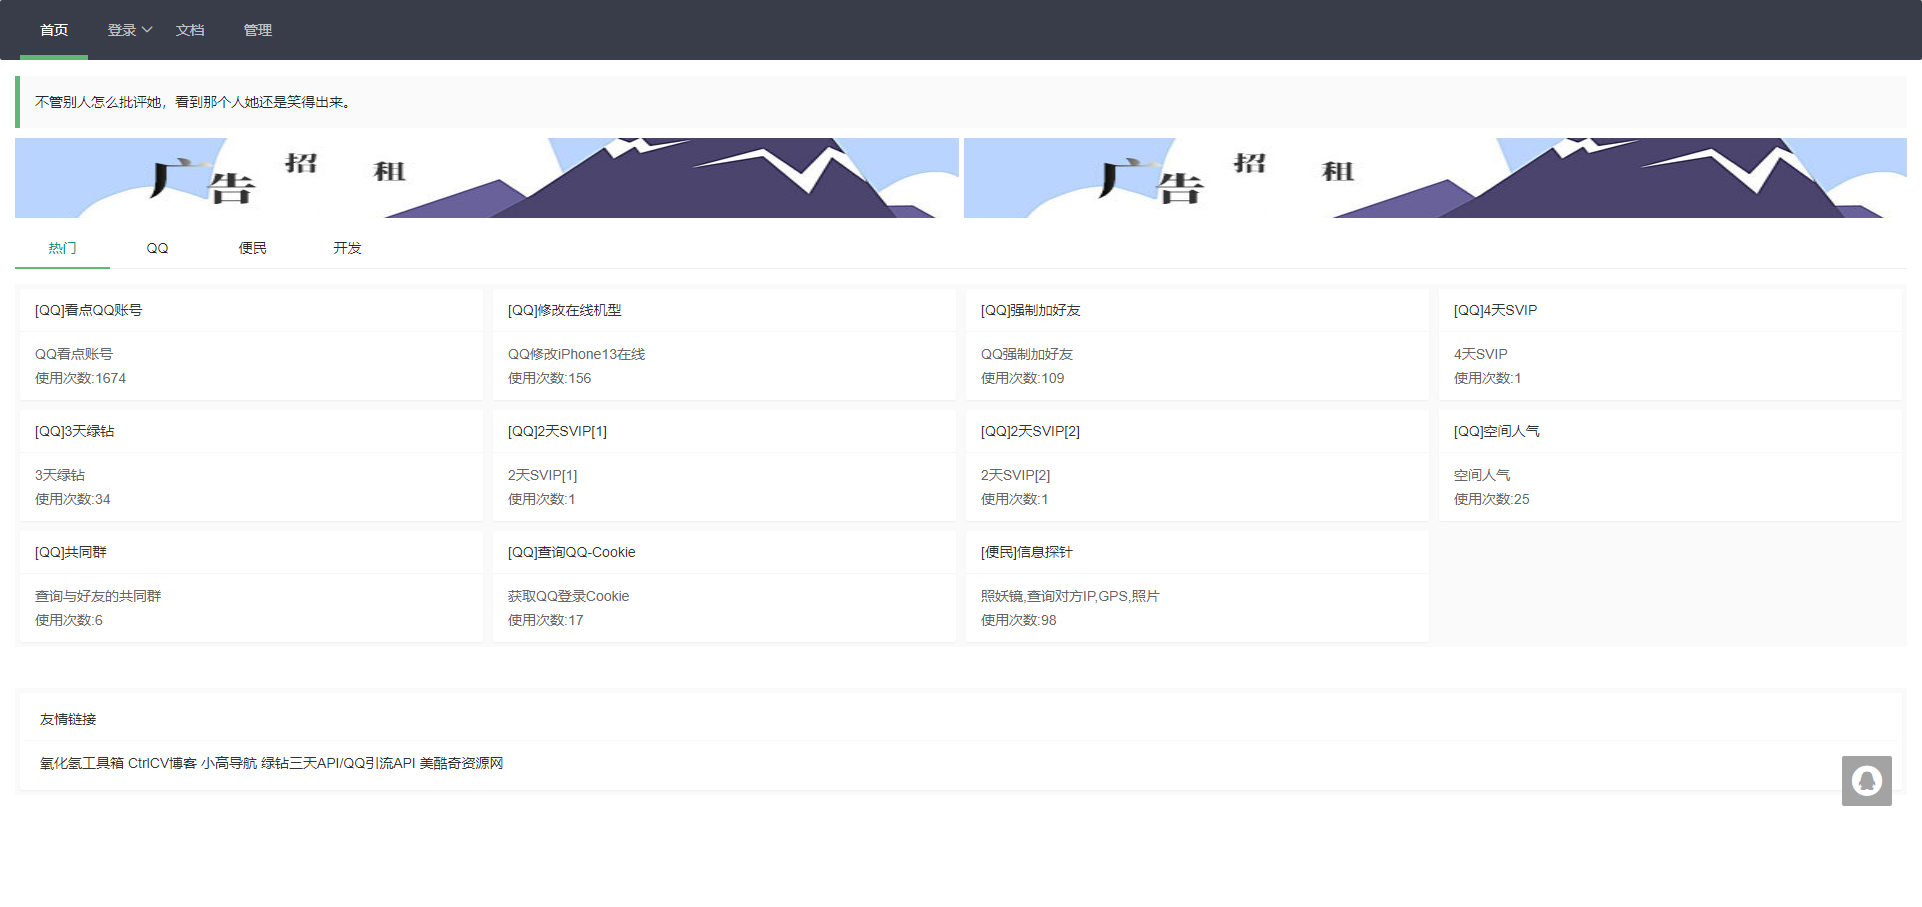 首页 登录 文档 管理
不管别人怎么批评她，看到那个人她还是笑得出来。
广告招租 广告招租
热门 QQ 便民 开发
[QQ]看点QQ账号 [QQ]修改在线机型 [QQ]强制加好友 [QQ]4天SVIP
QQ看点账号 QQ修改iPhone13在线 QQ强制加好友 4天SVIP
使用次数:1674 使用次数:156 使用次数:109 使用次数:1
[QQ]3天绿钻 [QQ]2天SVIP[1] [QQ]2天SVIP[2] [QQ]空间人气
3天绿钻 2天SVIP[1] 2天SVIP[2] 空间人气
使用次数:34 使用次数:1 使用次数:1 使用次数:25
[QQ]共同群 [QQ]查询QQ-Cookie [便民]信息探针
查询与好友的共同群 获取QQ登录Cookie 照妖镜,查询对方IP,GPS,照片
使用次数:6 使用次数:17 使用次数:98
友情链接
氧化氢工具箱 CtrlCV博客 小高导航 绿钻三天API/QQ引流API 美酷奇资源网